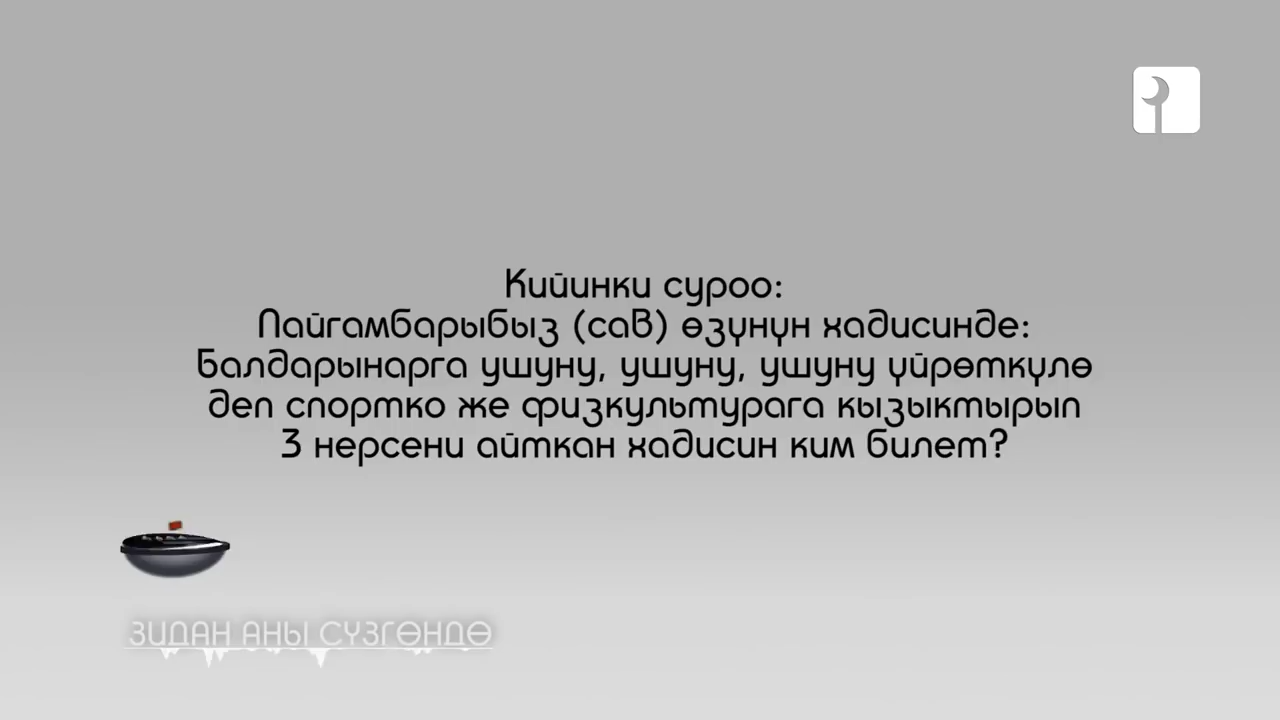 Кийинки суроо:
Пайгамбарыбыз (сав) өзүнүн хадисинде:
Балдарынарга ушуну, ушуну, ушуну үйрөткүлө
деп спортко же физкультурага кызыктырып
3 нерсени айткан хадисин ким билет?
ЗИДАН АНЫ СҮЗГӨНДӨ